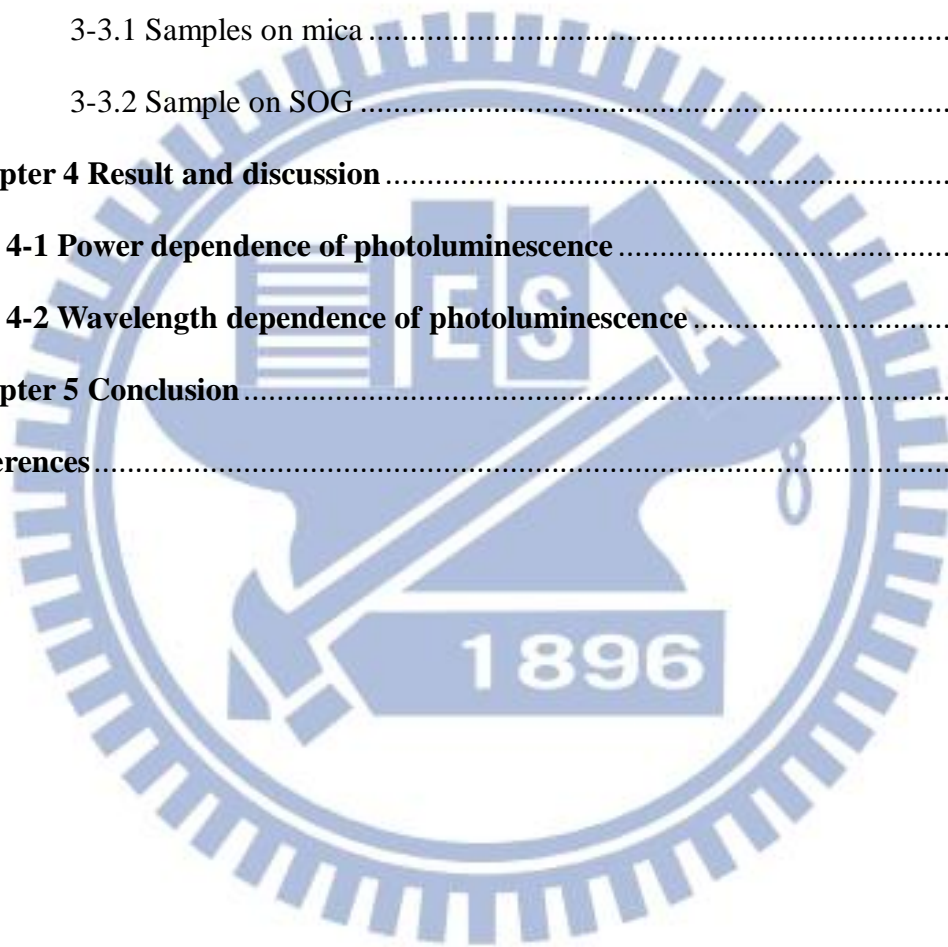 3-3.1 Samples on mica ........................................................................
3-3.2 Sample on SOG ........................................................................
pter 4 Result and discussion ........................................................................
4-1 Power dependence of photoluminescence ........................................
4-2 Wavelength dependence of photoluminescence ................................
pter 5 Conclusion ........................................................................
erences ........................................................................
E S A
1896